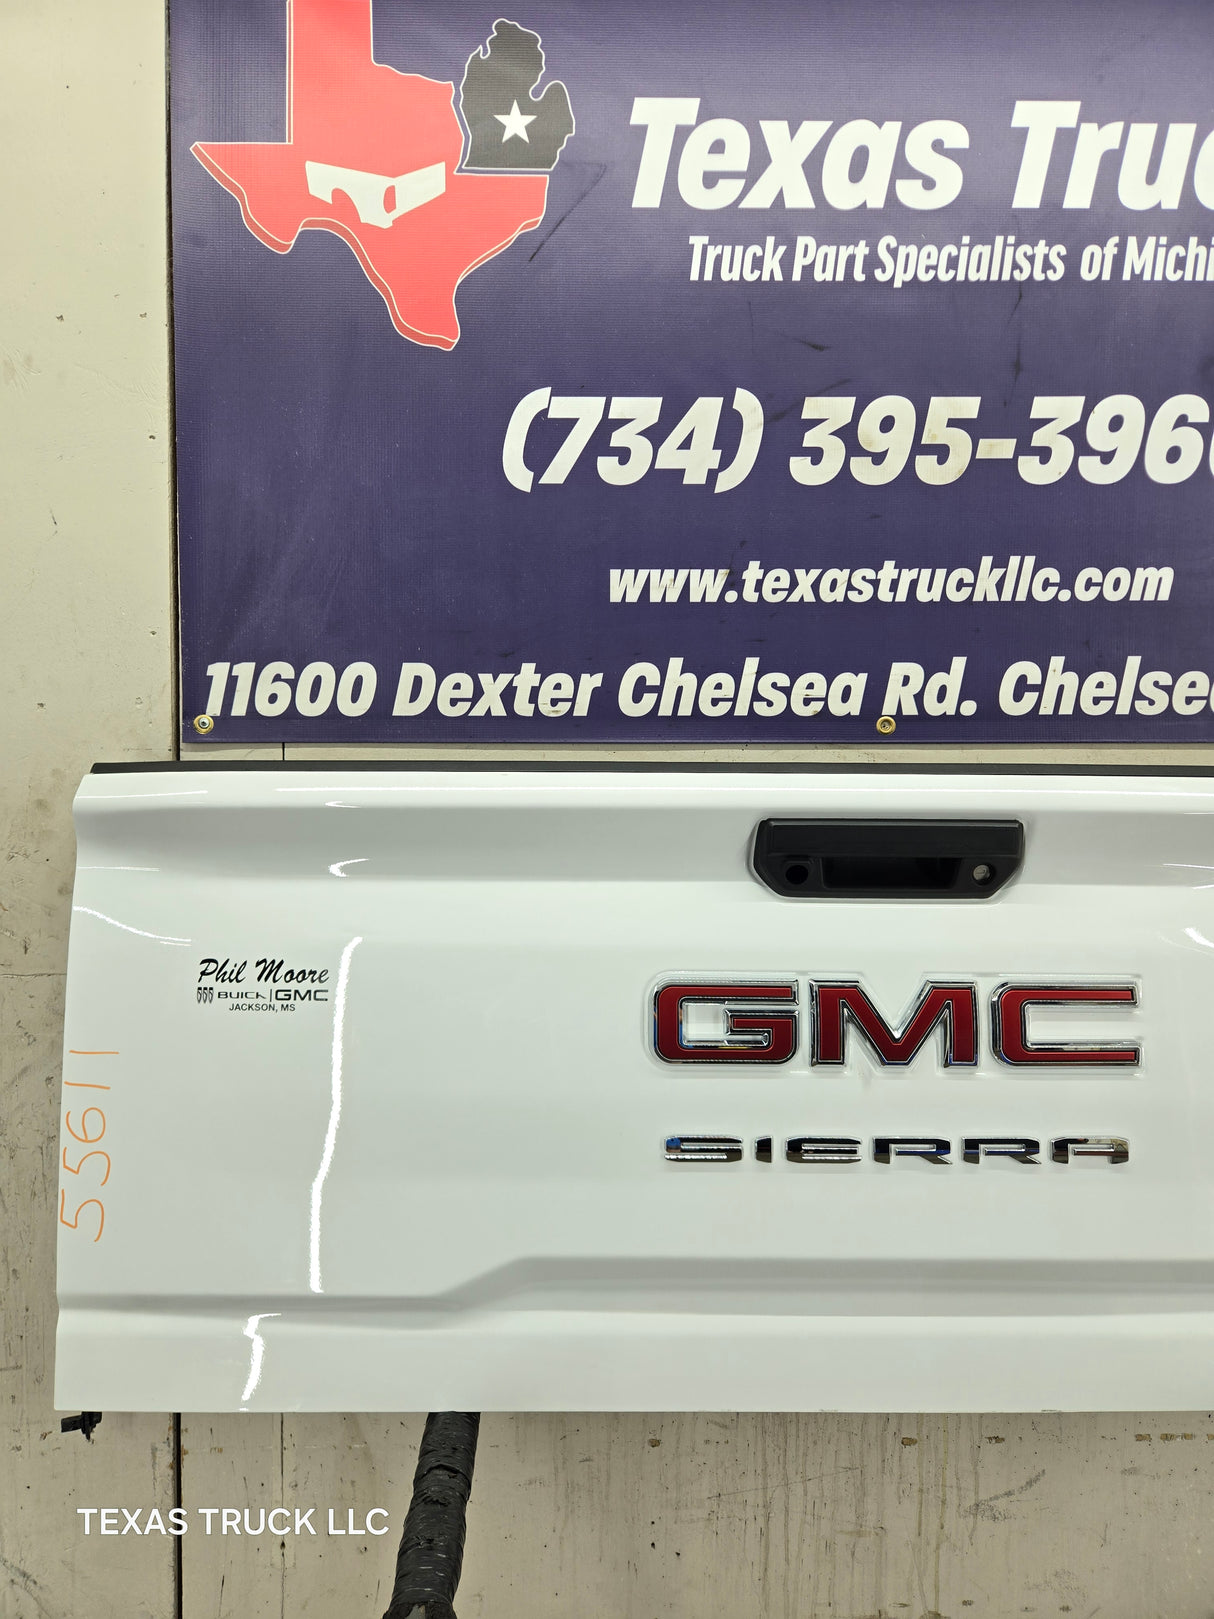 Texas Truc
Truck Part Specialists of Michi
(734) 395-396
www.texastruckllc.com
11600 Dexter Chelsea Rd. Chelsea
Phil Moore
BUICK | GMC
JACKSON, MS
GMC
SIERRA
55611
TEXAS TRUCK LLC